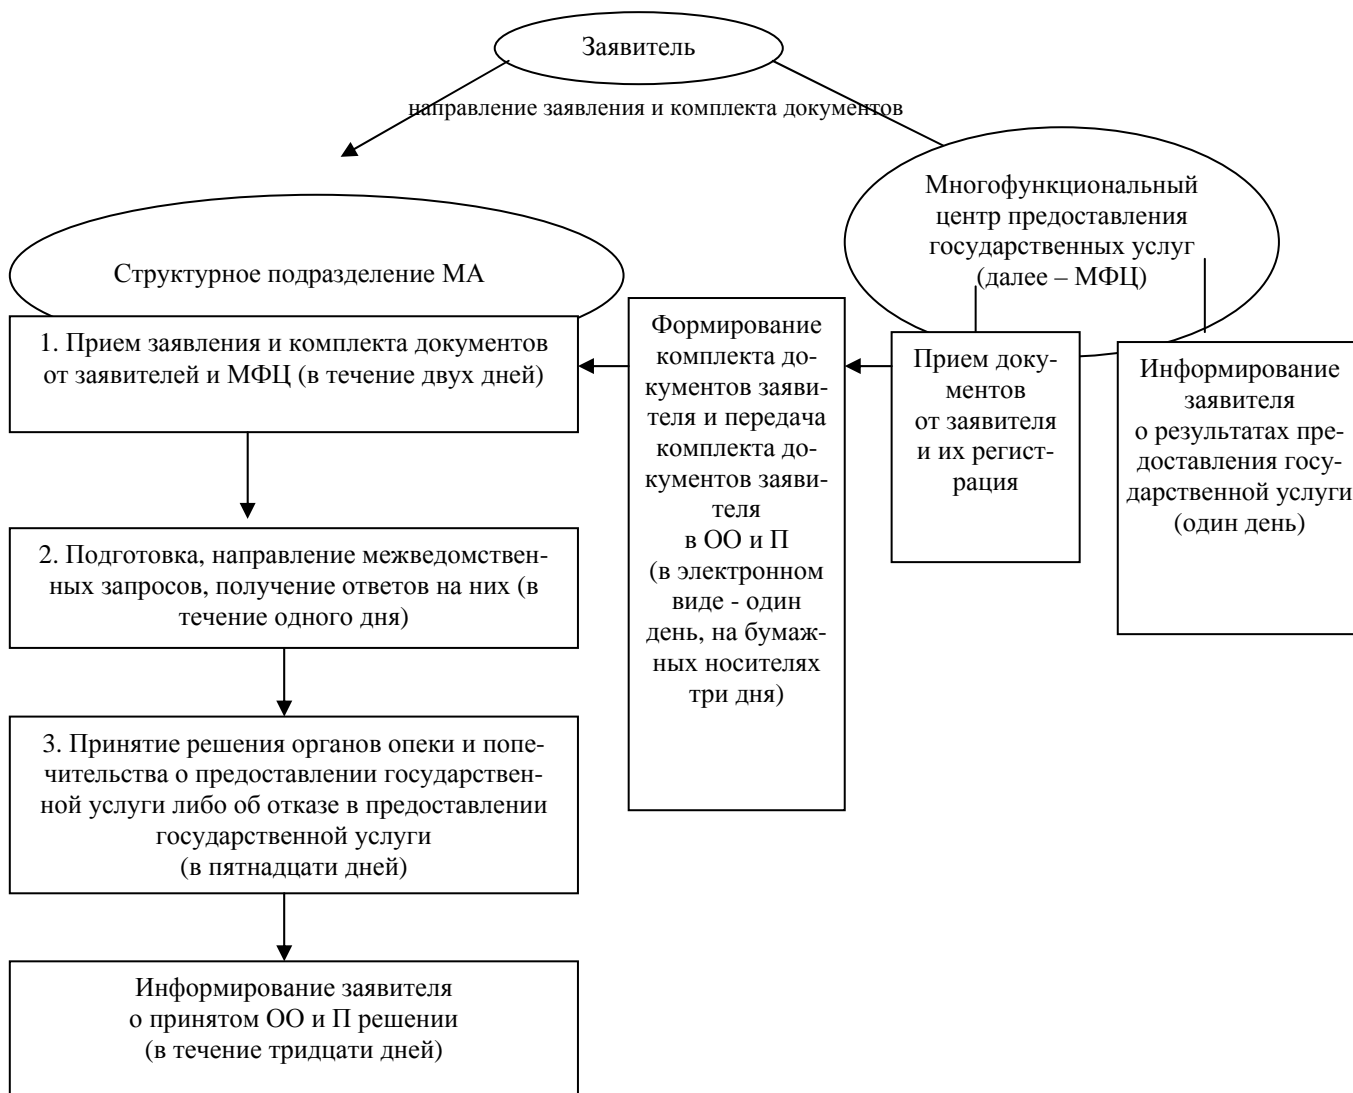 Заявитель
направление заявления и комплекта документов
Многофункциональный
центр предоставления
государственных услуг
(далее – МФЦ)
Структурное подразделение МА
1. Прием заявления и комплекта документов
от заявителей и МФЦ (в течение двух дней)
Формирование
комплекта до-
кументов заяви-
теля и передача
комплекта до-
кументов заяви-
теля
в ОО и П
(в электронном
виде - один
день, на бумаж-
ных носителях
три дня)
Прием доку-
ментов
от заявителя
и их регист-
рация
Информирование
заявителя
о результатах пре-
доставления госу-
дарственной услуги
(один день)
2. Подготовка, направление межведомствен-
ных запросов, получение ответов на них (в
течение одного дня)
3. Принятие решения органов опеки и попе-
чительства о предоставлении государствен-
ной услуги либо об отказе в предоставлении
государственной услуги
(в пятнадцати дней)
Информирование заявителя
о принятом ОО и П решении
(в течение тридцати дней)